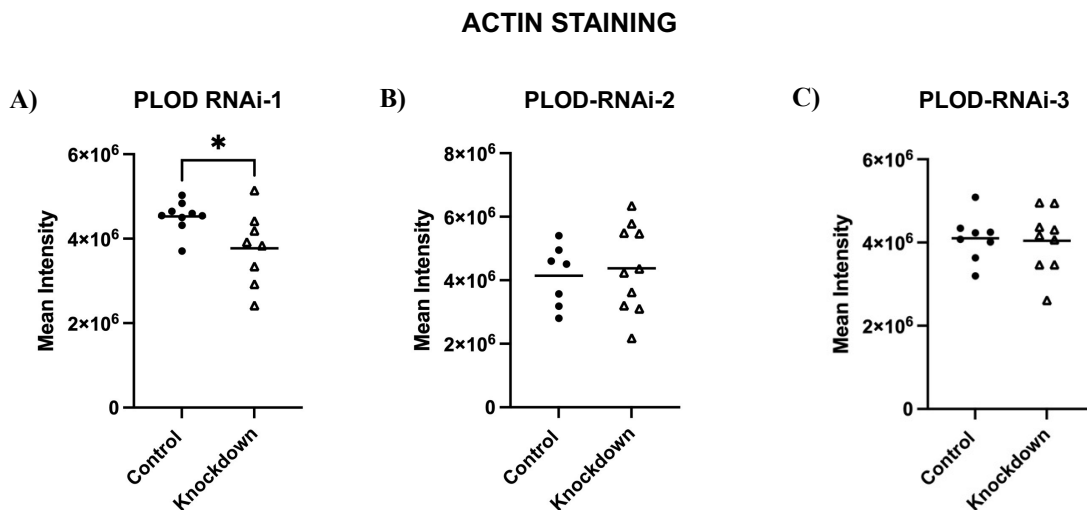 ACTIN STAINING
A)
PLOD RNAi-1
*
Mean Intensity
6×10⁶
4×10⁶
2×10⁶
0
Control
Knockdown
B)
PLOD-RNAi-2
Mean Intensity
8×10⁶
6×10⁶
4×10⁶
2×10⁶
0
Control
Knockdown
C)
PLOD-RNAi-3
Mean Intensity
6×10⁶
4×10⁶
2×10⁶
0
Control
Knockdown